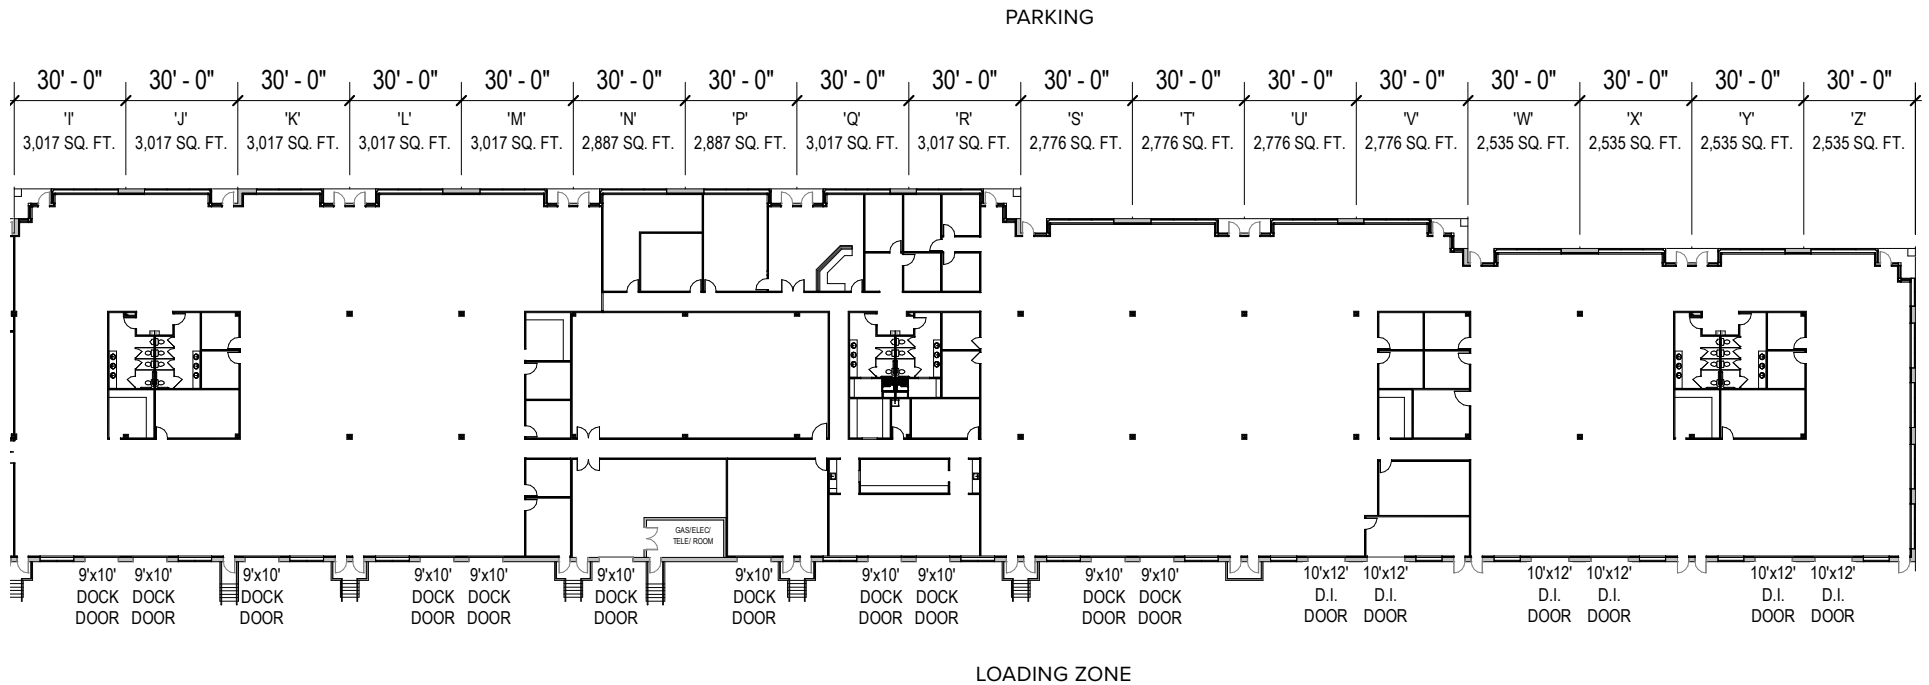 PARKING
30' - 0" 30' - 0" 30' - 0" 30' - 0" 30' - 0" 30' - 0" 30' - 0" 30' - 0" 30' - 0" 30' - 0" 30' - 0" 30' - 0" 30' - 0" 30' - 0" 30' - 0" 30' - 0" 30' - 0"
'I' 'J' 'K' 'L' 'M' 'N' 'P' 'Q' 'R' 'S' 'T' 'U' 'V' 'W' 'X' 'Y' 'Z'
3,017 SQ. FT. 3,017 SQ. FT. 3,017 SQ. FT. 3,017 SQ. FT. 3,017 SQ. FT. 2,887 SQ. FT. 2,887 SQ. FT. 3,017 SQ. FT. 3,017 SQ. FT. 2,776 SQ. FT. 2,776 SQ. FT. 2,776 SQ. FT. 2,776 SQ. FT. 2,535 SQ. FT. 2,535 SQ. FT. 2,535 SQ. FT. 2,535 SQ. FT.
GAS/ELEC/
TELE/ ROOM
9'x10' 9'x10' 9'x10' 9'x10' 9'x10' 9'x10' 9'x10' 9'x10' 9'x10' 9'x10' 9'x10' 10'x12' 10'x12' 10'x12' 10'x12' 10'x12' 10'x12'
DOCK DOCK DOCK DOCK DOCK DOCK DOCK DOCK DOCK DOCK DOCK D.I. D.I. D.I. D.I. D.I. D.I.
DOOR DOOR DOOR DOOR DOOR DOOR DOOR DOOR DOOR DOOR DOOR DOOR DOOR DOOR DOOR DOOR DOOR
LOADING ZONE